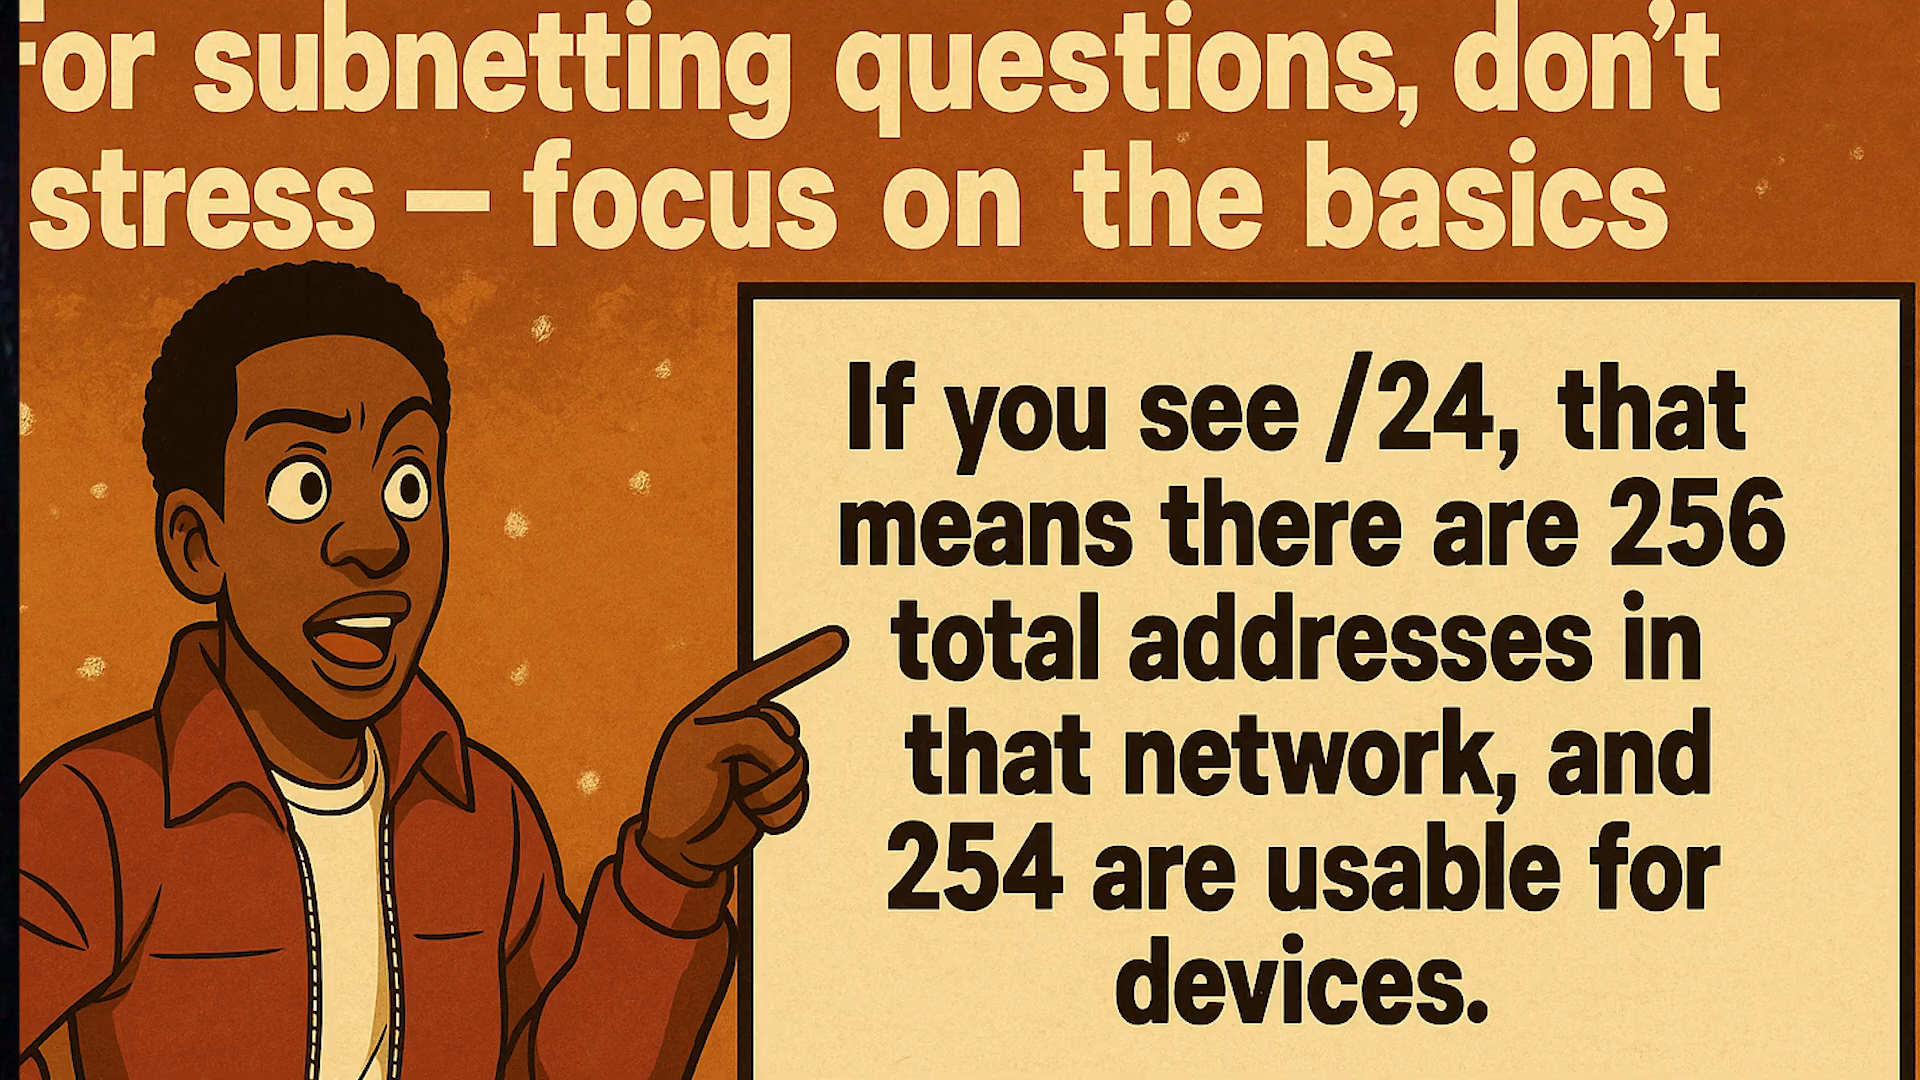 For subnetting questions, don't
stress – focus on the basics
If you see /24, that
means there are 256
total addresses in
that network, and
254 are usable for
devices.